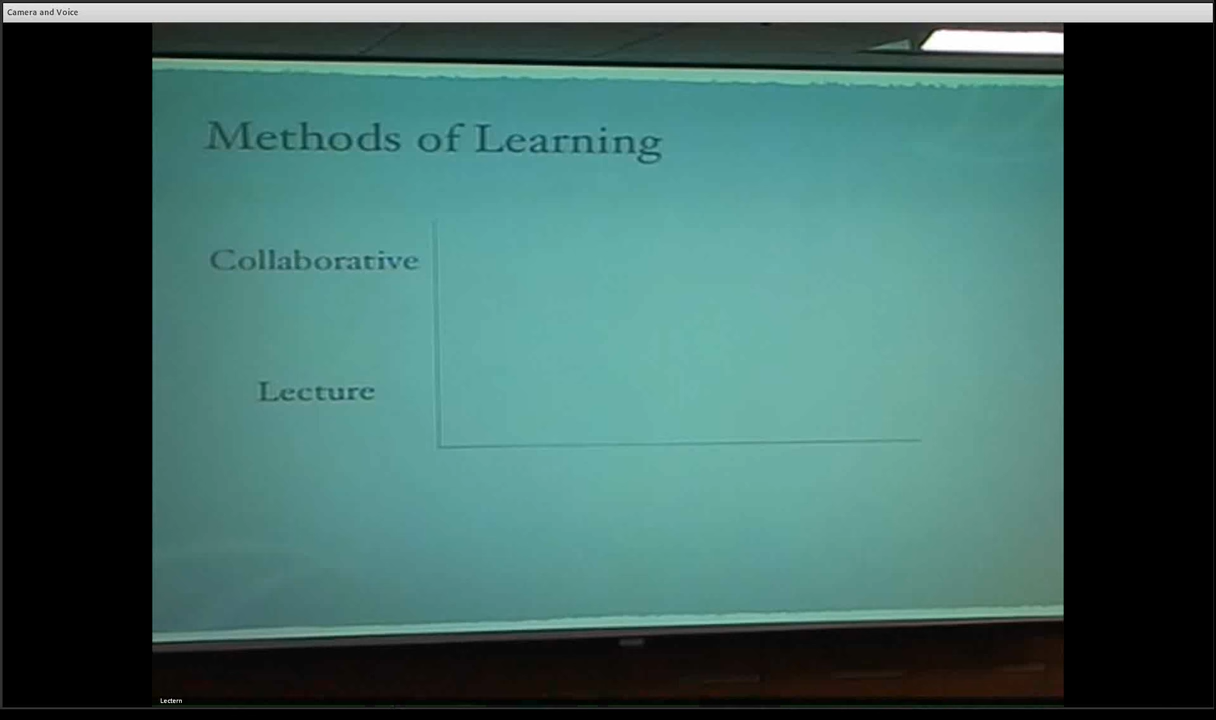 Camera and Voice
Methods of Learning
Collaborative
Lecture
Lectern